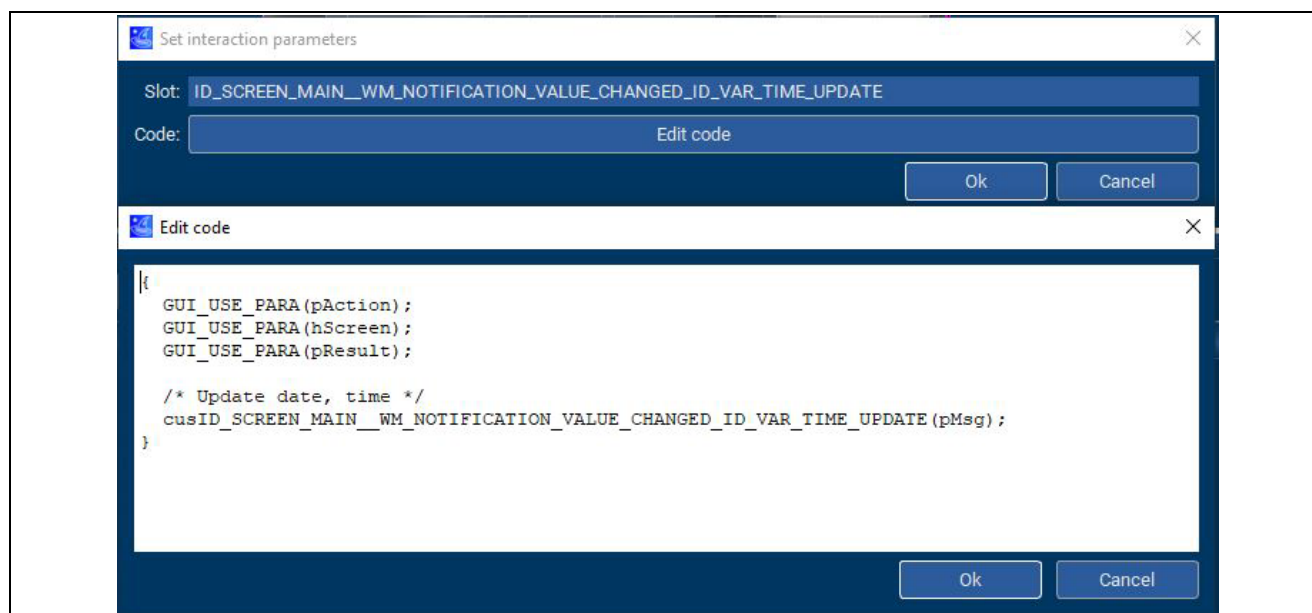 Set interaction parameters
Slot: ID_SCREEN_MAIN__WM_NOTIFICATION_VALUE_CHANGED_ID_VAR_TIME_UPDATE
Code: Edit code
Ok Cancel
Edit code
{
GUI_USE_PARA(pAction);
GUI_USE_PARA(hScreen);
GUI_USE_PARA(pResult);
/* Update date, time */
cusID_SCREEN_MAIN__WM_NOTIFICATION_VALUE_CHANGED_ID_VAR_TIME_UPDATE(pMsg);
}
Ok Cancel